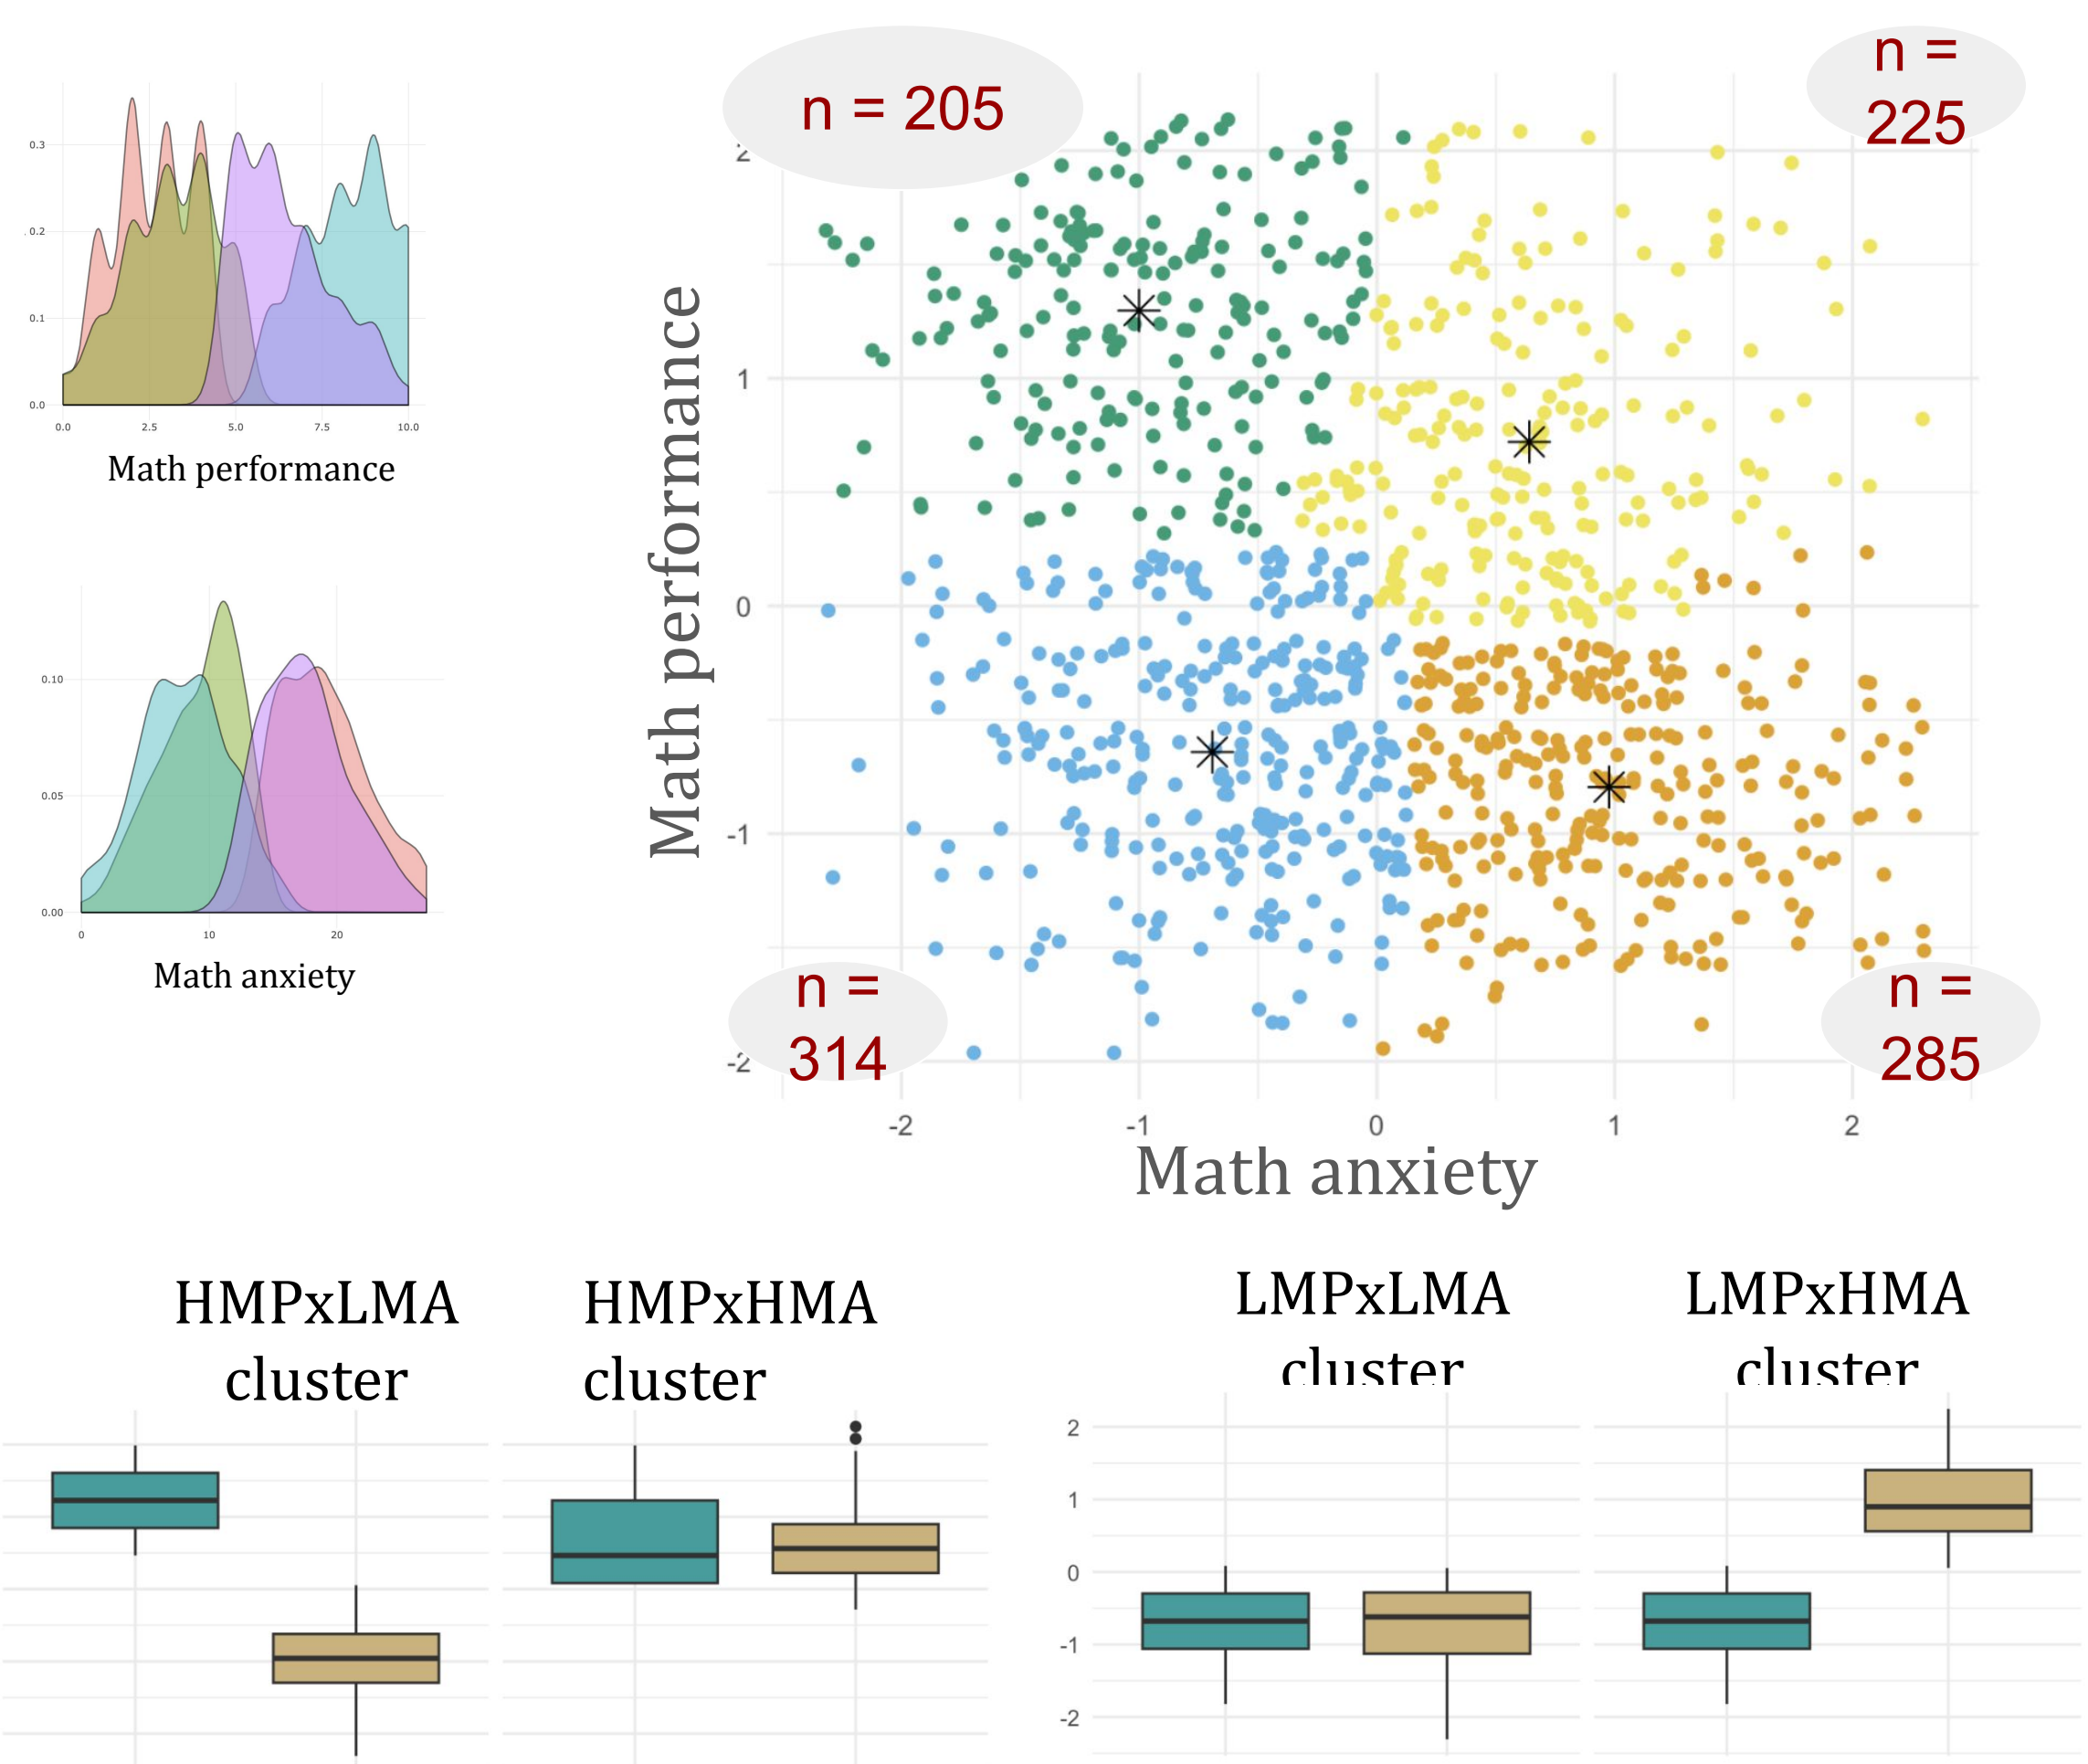 n = 205
n =
225
0.3
0.2
0.1
0.0
0.0
2.5
5.0
7.5
10.0
Math performance
0.10
0.05
0.00
0
10
20
Math anxiety
Math performance
2
1
0
-1
-2
n =
314
n =
285
-2
-1
0
1
2
Math anxiety
HMPxLMA
cluster
HMPxHMA
cluster
LMPxLMA
cluster
LMPxHMA
cluster
2
1
0
-1
-2